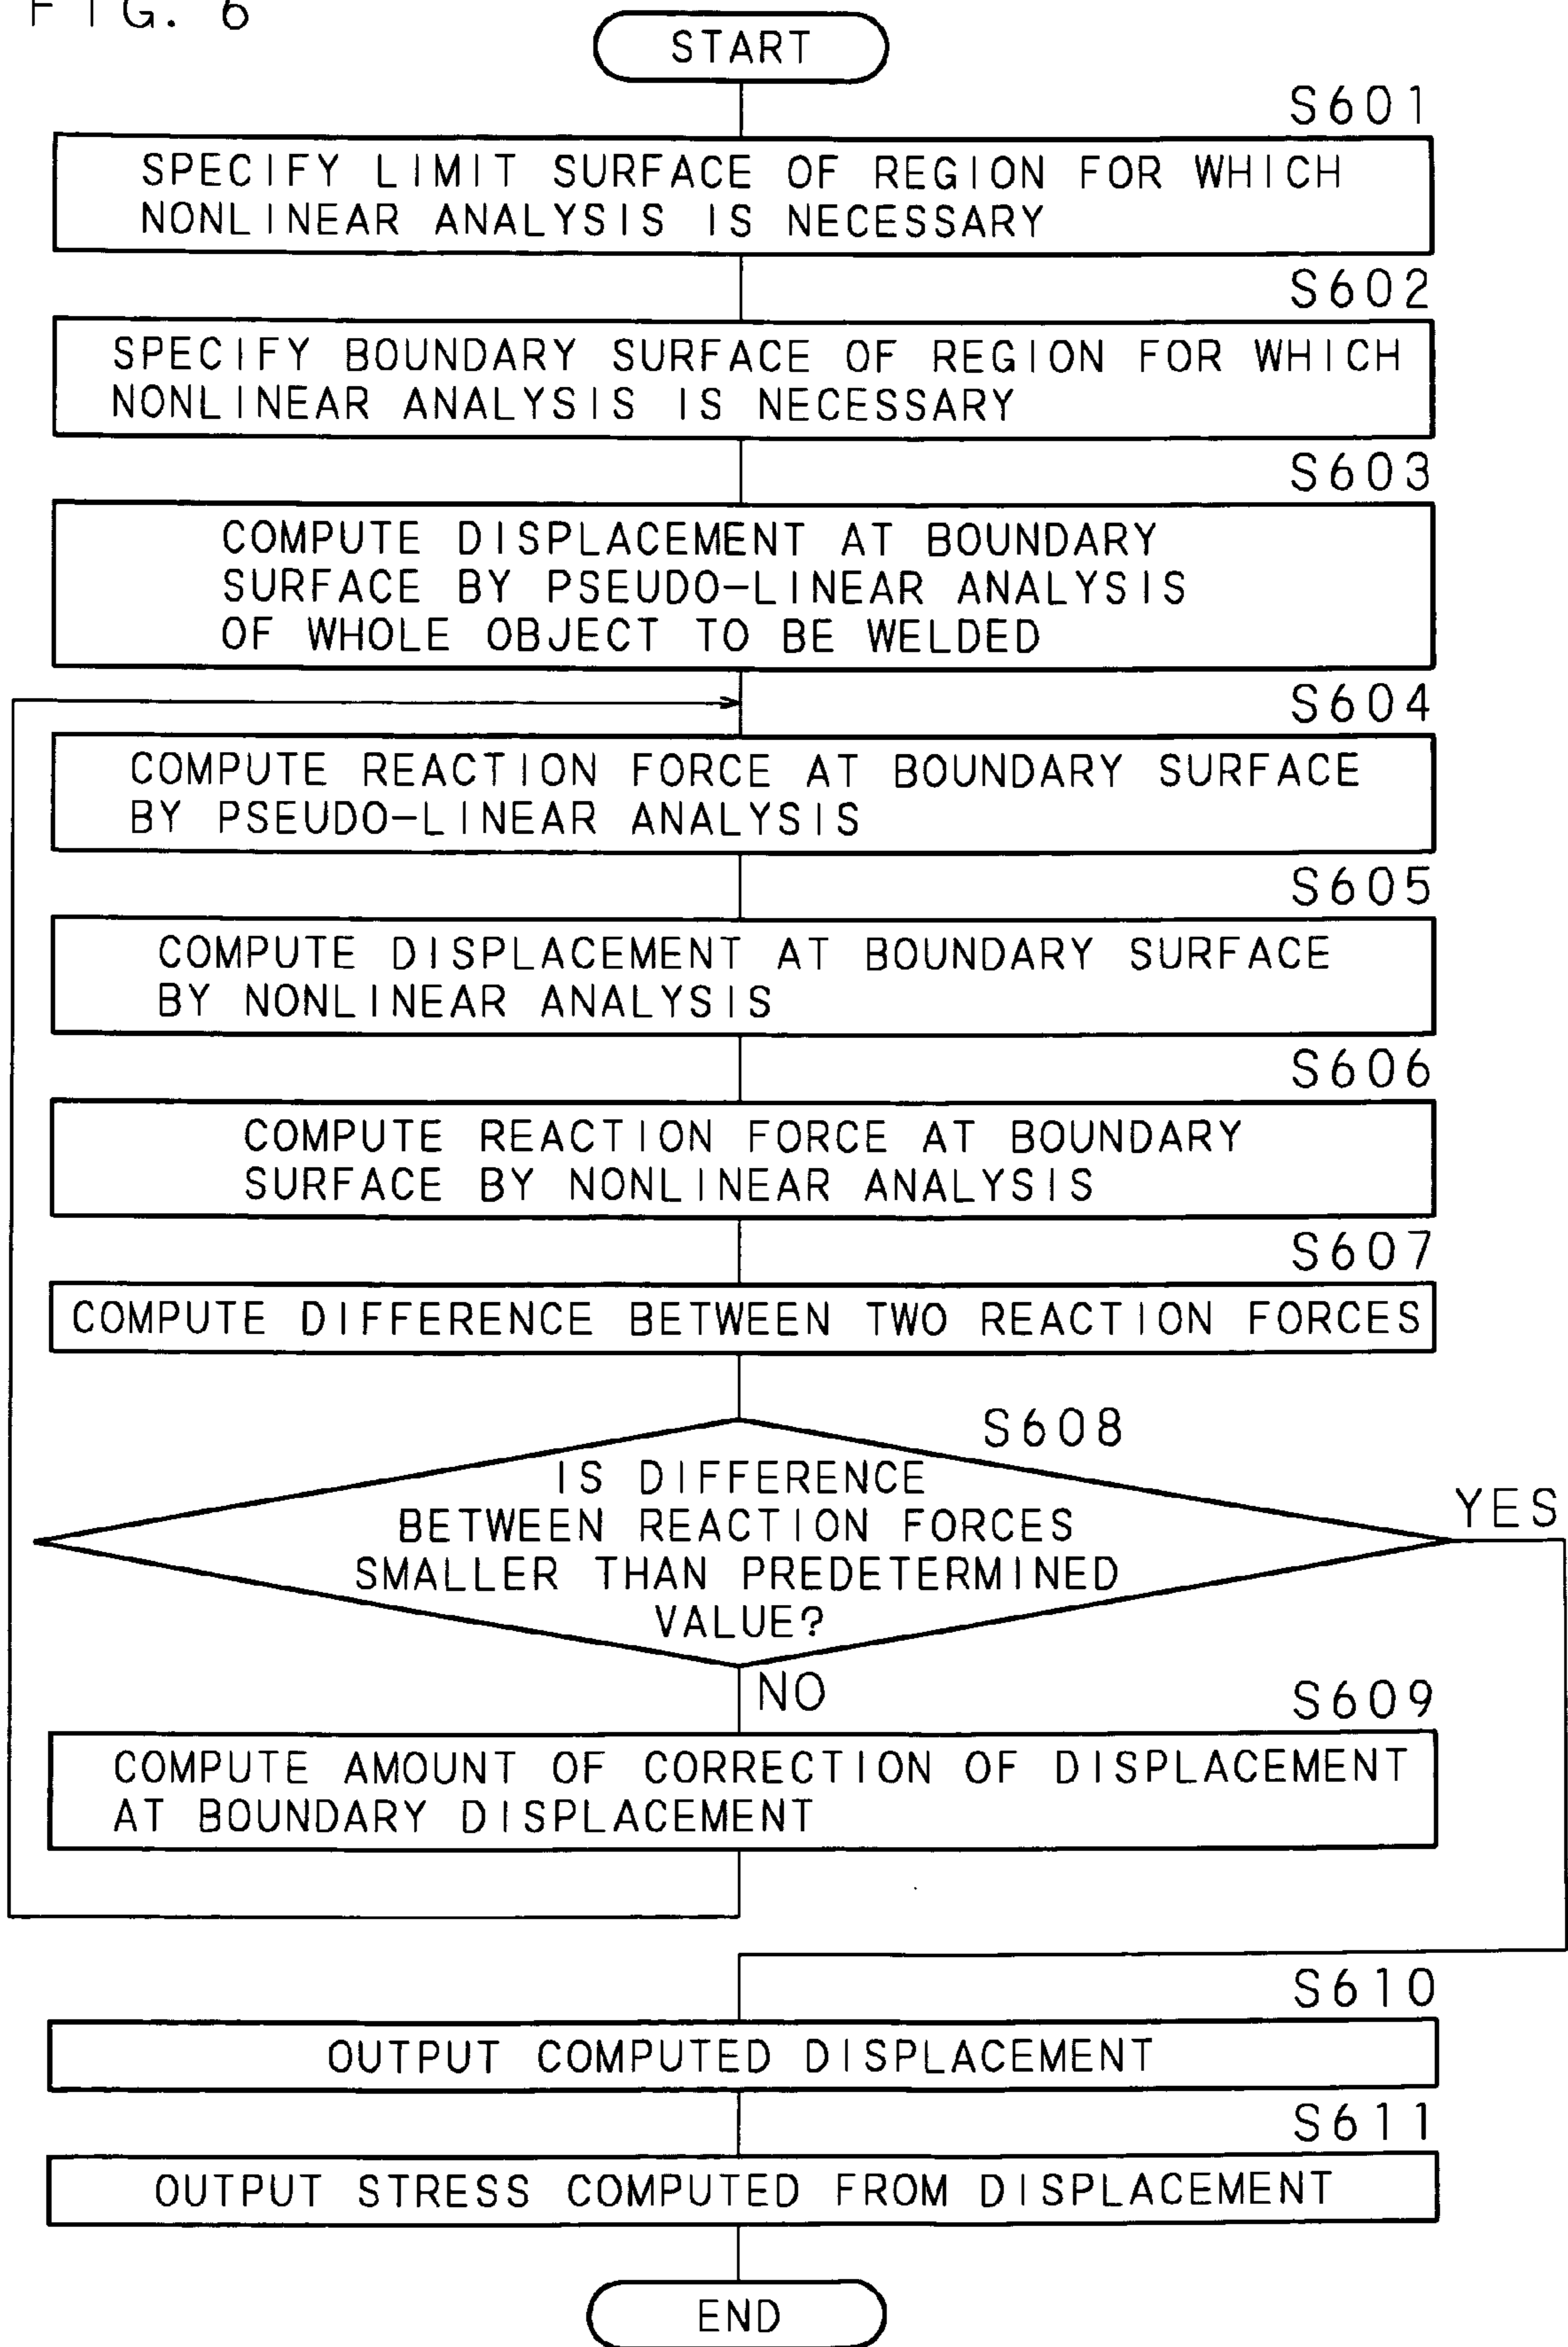 FIG. 6
START
S601
SPECIFY LIMIT SURFACE OF REGION FOR WHICH
NONLINEAR ANALYSIS IS NECESSARY
S602
SPECIFY BOUNDARY SURFACE OF REGION FOR WHICH
NONLINEAR ANALYSIS IS NECESSARY
S603
COMPUTE DISPLACEMENT AT BOUNDARY
SURFACE BY PSEUDO-LINEAR ANALYSIS
OF WHOLE OBJECT TO BE WELDED
S604
COMPUTE REACTION FORCE AT BOUNDARY SURFACE
BY PSEUDO-LINEAR ANALYSIS
S605
COMPUTE DISPLACEMENT AT BOUNDARY SURFACE
BY NONLINEAR ANALYSIS
S606
COMPUTE REACTION FORCE AT BOUNDARY
SURFACE BY NONLINEAR ANALYSIS
S607
COMPUTE DIFFERENCE BETWEEN TWO REACTION FORCES
S608
IS DIFFERENCE
BETWEEN REACTION FORCES
SMALLER THAN PREDETERMINED
VALUE?
YES
NO
S609
COMPUTE AMOUNT OF CORRECTION OF DISPLACEMENT
AT BOUNDARY DISPLACEMENT
S610
OUTPUT COMPUTED DISPLACEMENT
S611
OUTPUT STRESS COMPUTED FROM DISPLACEMENT
END